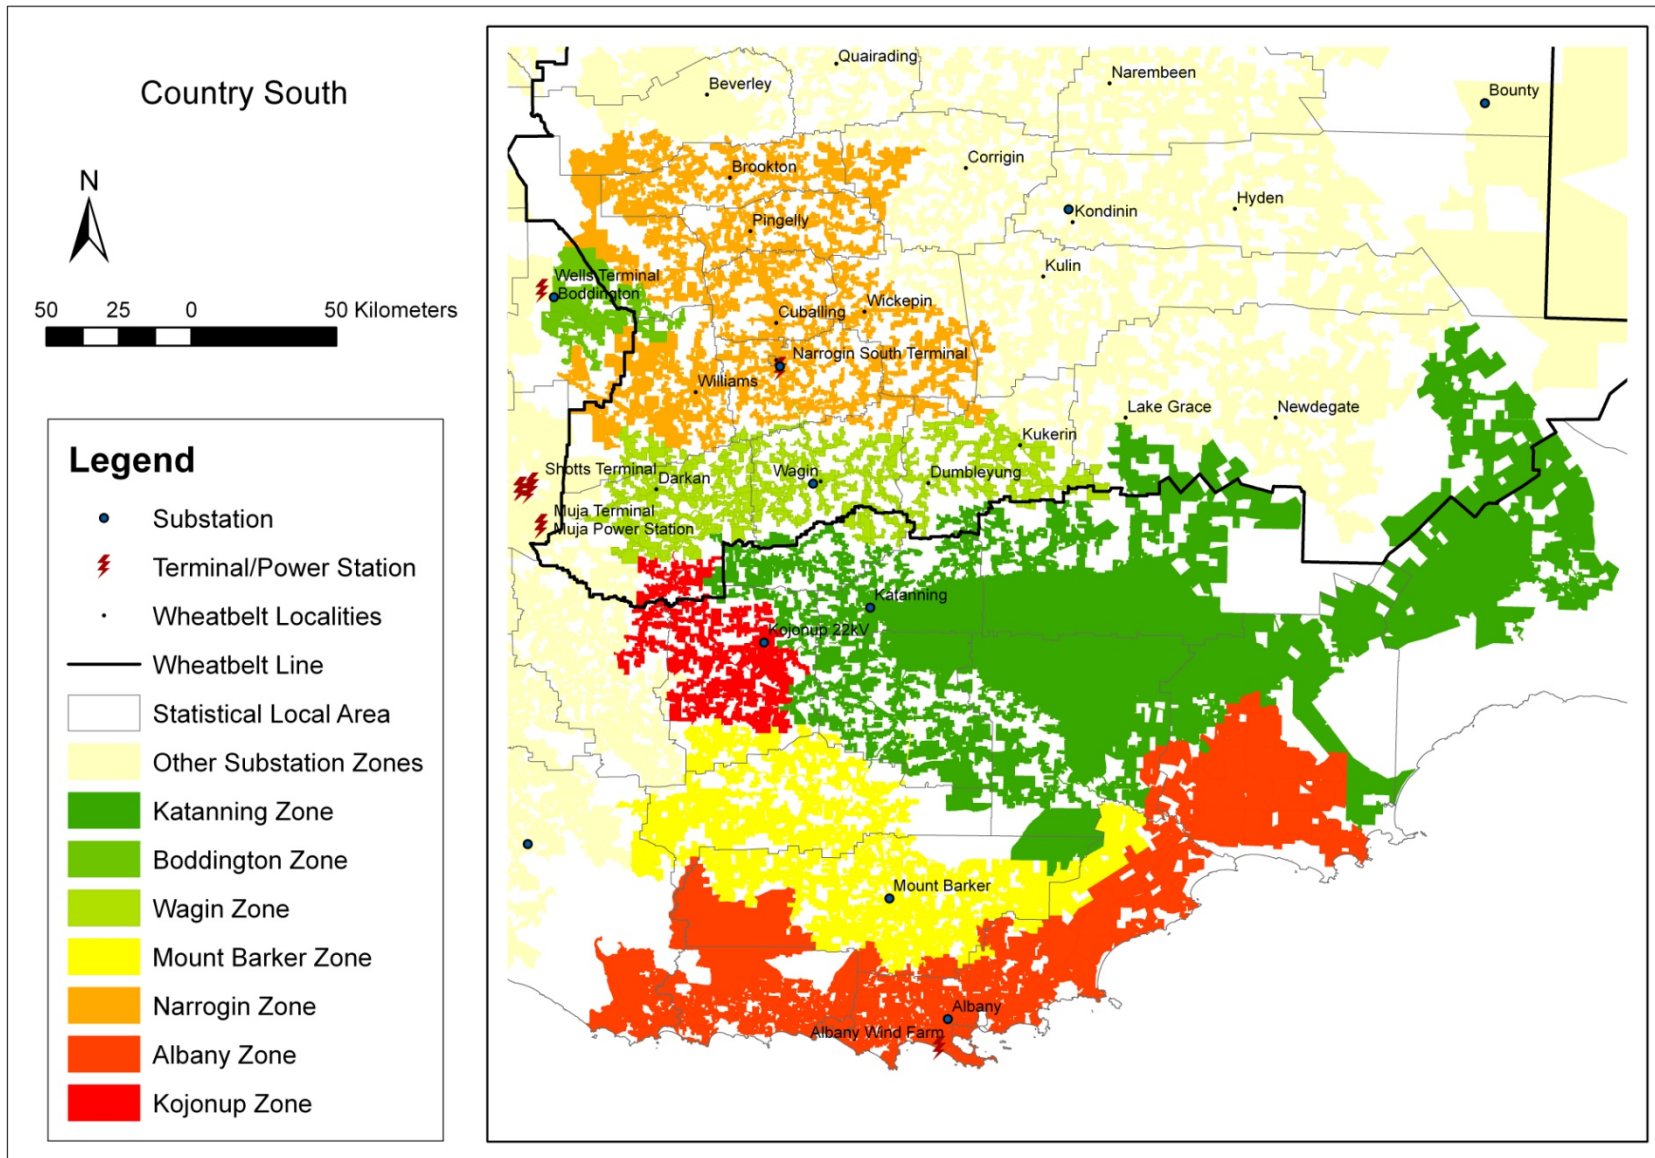 Country South
N
50 25 0 50 Kilometers
Legend
Substation
Terminal/Power Station
Wheatbelt Localities
Wheatbelt Line
Statistical Local Area
Other Substation Zones
Katanning Zone
Boddington Zone
Wagin Zone
Mount Barker Zone
Narrogin Zone
Albany Zone
Kojonup Zone
Quairading
Beverley
Narembeen
Bounty
Brookton
Corrigin
Pingelly
Kondinin
Hyden
Wells Terminal
Boddington
Kulin
Cuballing
Wickepin
Narrogin South Terminal
Williams
Lake Grace
Newdegate
Kukerin
Shotts Terminal
Darkan
Wagin
Dumbleyung
Muja Terminal
Muja Power Station
Katanning
Kojonup 22kV
Mount Barker
Albany
Albany Wind Farm